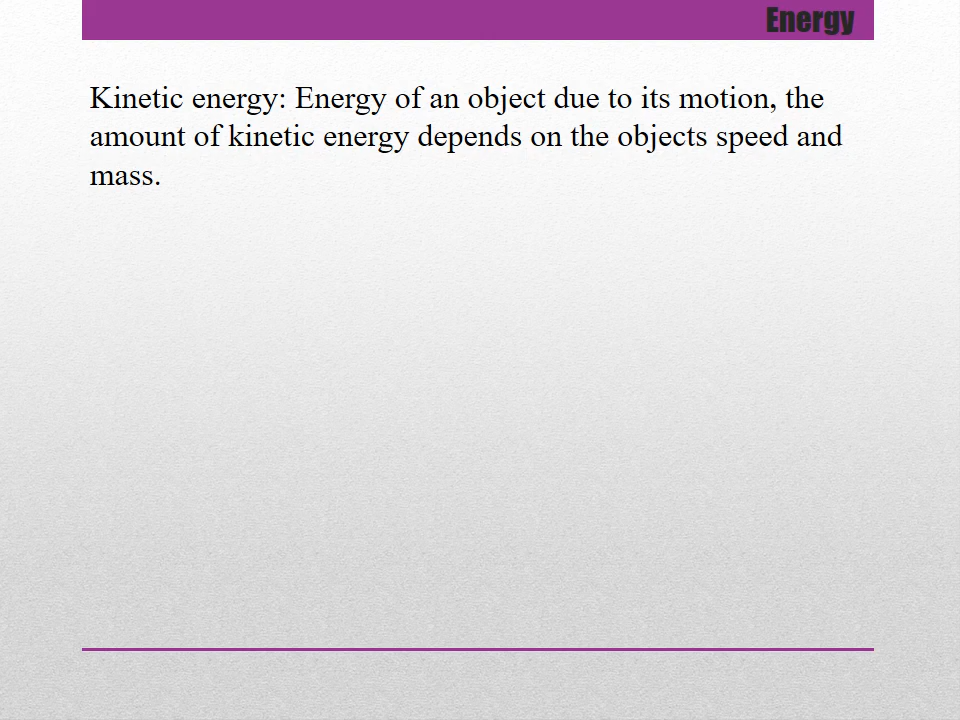 Energy
Kinetic energy: Energy of an object due to its motion, the
amount of kinetic energy depends on the objects speed and
mass.